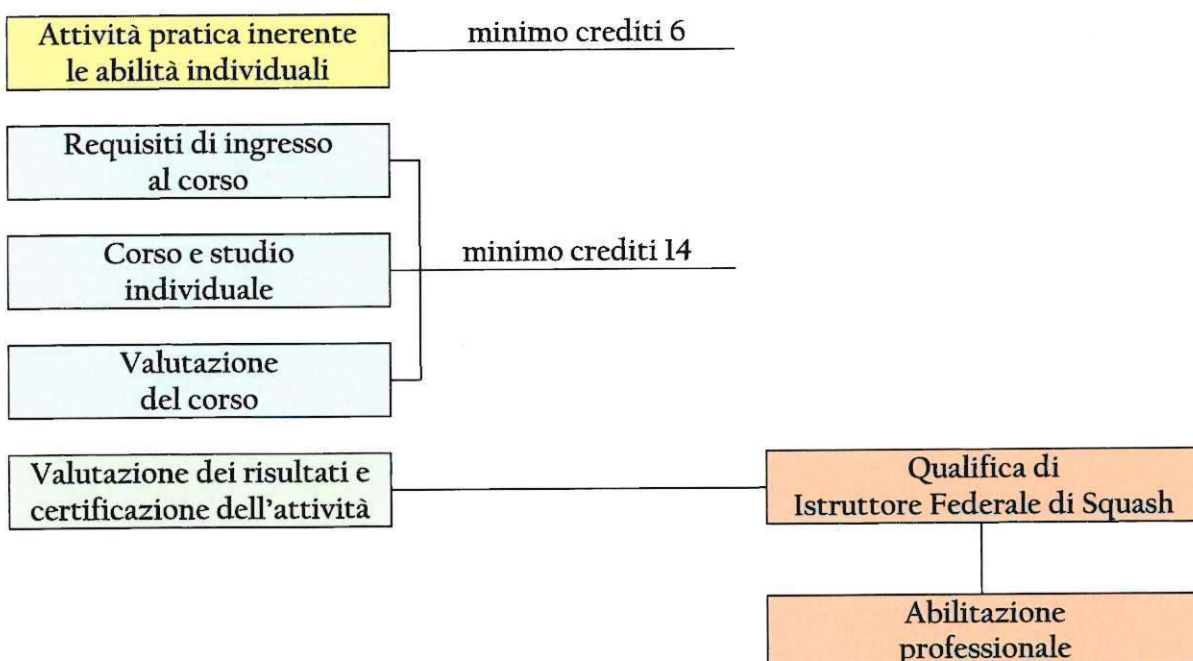 Attività pratica inerente
le abilità individuali
minimo crediti 6
Requisiti di ingresso
al corso
Corso e studio
individuale
minimo crediti 14
Valutazione
del corso
Valutazione dei risultati e
certificazione dell'attività
Qualifica di
Istruttore Federale di Squash
Abilitazione
professionale